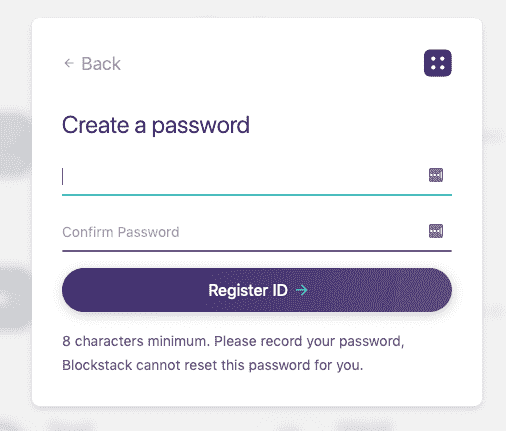 ← Back
Create a password
Confirm Password
Register ID →
8 characters minimum. Please record your password,
Blockstack cannot reset this password for you.